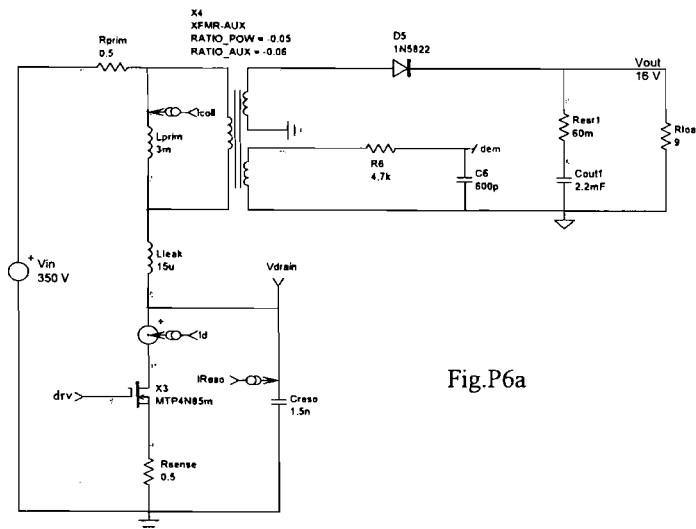 X4
XFMR-AUX
RATIO_POW = -0.05
RATIO_AUX = -0.06
Rprim
0.5
D5
1N5822
Vout
16 V
Icoil
Lprim
3m
Resr1
60m
Rloa
9
dem
R6
4.7k
C6
600p
Cout1
2.2mF
Lleak
15u
Vin
350 V
Vdrain
Id
IReso
Creso
1.5n
drv
X3
MTP4N85m
Rsense
0.5
Fig.P6a